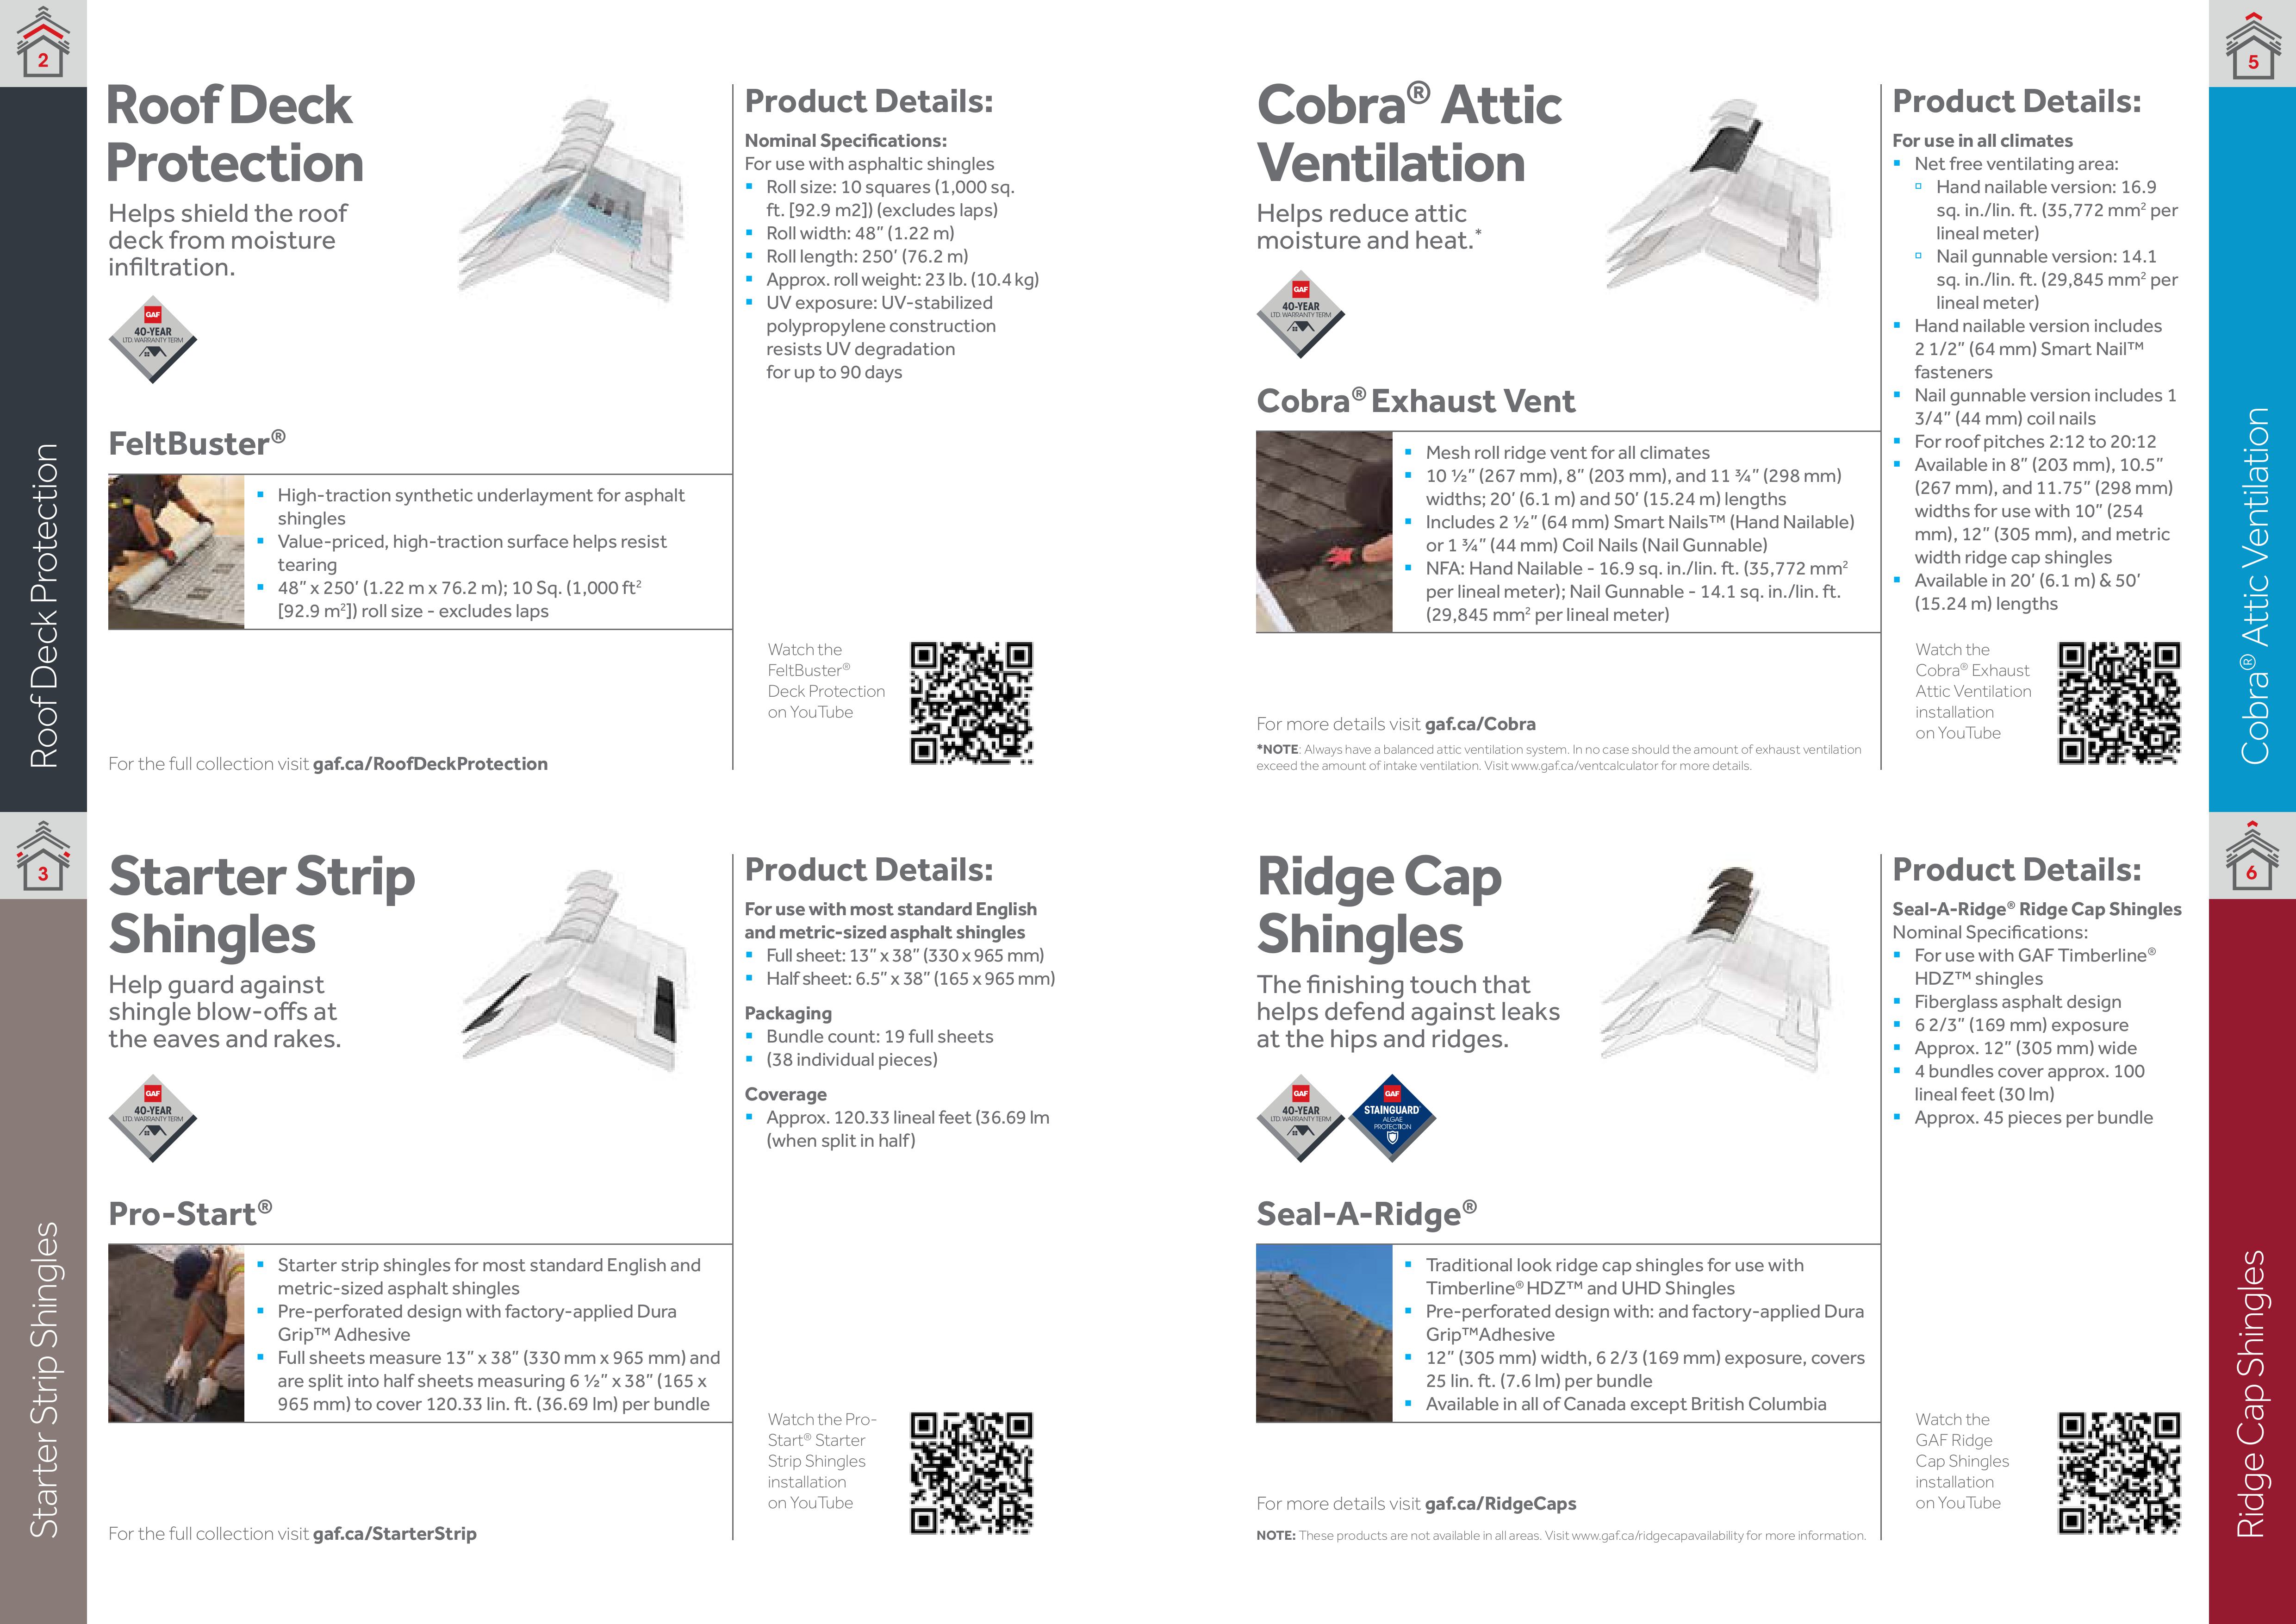 2
Roof Deck Protection
Roof Deck
Protection
Helps shield the roof
deck from moisture
infiltration.
GAF
40-YEAR
LTD. WARRANTY TERM
FeltBuster®
▪ High-traction synthetic underlayment for asphalt
shingles
▪ Value-priced, high-traction surface helps resist
tearing
▪ 48” x 250’ (1.22 m x 76.2 m); 10 Sq. (1,000 ft²
[92.9 m²]) roll size - excludes laps
For the full collection visit gaf.ca/RoofDeckProtection
Product Details:
Nominal Specifications:
For use with asphaltic shingles
▪ Roll size: 10 squares (1,000 sq.
ft. [92.9 m2]) (excludes laps)
▪ Roll width: 48” (1.22 m)
▪ Roll length: 250’ (76.2 m)
▪ Approx. roll weight: 23 lb. (10.4 kg)
▪ UV exposure: UV-stabilized
polypropylene construction
resists UV degradation
for up to 90 days
Watch the
FeltBuster®
Deck Protection
on YouTube
3
Starter Strip Shingles
Starter Strip
Shingles
Help guard against
shingle blow-offs at
the eaves and rakes.
GAF
40-YEAR
LTD. WARRANTY TERM
Pro-Start®
▪ Starter strip shingles for most standard English and
metric-sized asphalt shingles
▪ Pre-perforated design with factory-applied Dura
Grip™ Adhesive
▪ Full sheets measure 13” x 38” (330 mm x 965 mm) and
are split into half sheets measuring 6 ½” x 38” (165 x
965 mm) to cover 120.33 lin. ft. (36.69 lm) per bundle
For the full collection visit gaf.ca/StarterStrip
Product Details:
For use with most standard English
and metric-sized asphalt shingles
▪ Full sheet: 13” x 38” (330 x 965 mm)
▪ Half sheet: 6.5” x 38” (165 x 965 mm)
Packaging
▪ Bundle count: 19 full sheets
▪ (38 individual pieces)
Coverage
▪ Approx. 120.33 lineal feet (36.69 lm
(when split in half)
Watch the Pro-
Start® Starter
Strip Shingles
installation
on YouTube
Cobra® Attic
Ventilation
Helps reduce attic
moisture and heat.*
GAF
40-YEAR
LTD. WARRANTY TERM
Cobra® Exhaust Vent
▪ Mesh roll ridge vent for all climates
▪ 10 ½” (267 mm), 8” (203 mm), and 11 ¾” (298 mm)
widths; 20’ (6.1 m) and 50’ (15.24 m) lengths
▪ Includes 2 ½” (64 mm) Smart Nails™ (Hand Nailable)
or 1 ¾” (44 mm) Coil Nails (Nail Gunnable)
▪ NFA: Hand Nailable - 16.9 sq. in./lin. ft. (35,772 mm²
per lineal meter); Nail Gunnable - 14.1 sq. in./lin. ft.
(29,845 mm² per lineal meter)
For more details visit gaf.ca/Cobra
*NOTE: Always have a balanced attic ventilation system. In no case should the amount of exhaust ventilation
exceed the amount of intake ventilation. Visit www.gaf.ca/ventcalculator for more details.
Product Details:
For use in all climates
▪ Net free ventilating area:
▫ Hand nailable version: 16.9
sq. in./lin. ft. (35,772 mm² per
lineal meter)
▫ Nail gunnable version: 14.1
sq. in./lin. ft. (29,845 mm² per
lineal meter)
▪ Hand nailable version includes
2 1/2” (64 mm) Smart Nail™
fasteners
▪ Nail gunnable version includes 1
3/4” (44 mm) coil nails
▪ For roof pitches 2:12 to 20:12
▪ Available in 8” (203 mm), 10.5”
(267 mm), and 11.75” (298 mm)
widths for use with 10” (254
mm), 12” (305 mm), and metric
width ridge cap shingles
▪ Available in 20’ (6.1 m) & 50’
(15.24 m) lengths
Watch the
Cobra® Exhaust
Attic Ventilation
installation
on YouTube
5
Cobra® Attic Ventilation
Ridge Cap
Shingles
The finishing touch that
helps defend against leaks
at the hips and ridges.
GAF
40-YEAR
LTD. WARRANTY TERM
GAF
STAINGUARD
ALGAE
PROTECTION
Seal-A-Ridge®
▪ Traditional look ridge cap shingles for use with
Timberline® HDZ™ and UHD Shingles
▪ Pre-perforated design with: and factory-applied Dura
Grip™Adhesive
▪ 12” (305 mm) width, 6 2/3 (169 mm) exposure, covers
25 lin. ft. (7.6 lm) per bundle
▪ Available in all of Canada except British Columbia
For more details visit gaf.ca/RidgeCaps
NOTE: These products are not available in all areas. Visit www.gaf.ca/ridgecapavailability for more information.
Product Details:
Seal-A-Ridge® Ridge Cap Shingles
Nominal Specifications:
▪ For use with GAF Timberline®
HDZ™ shingles
▪ Fiberglass asphalt design
▪ 6 2/3” (169 mm) exposure
▪ Approx. 12” (305 mm) wide
▪ 4 bundles cover approx. 100
lineal feet (30 lm)
▪ Approx. 45 pieces per bundle
Watch the
GAF Ridge
Cap Shingles
installation
on YouTube
6
Ridge Cap Shingles